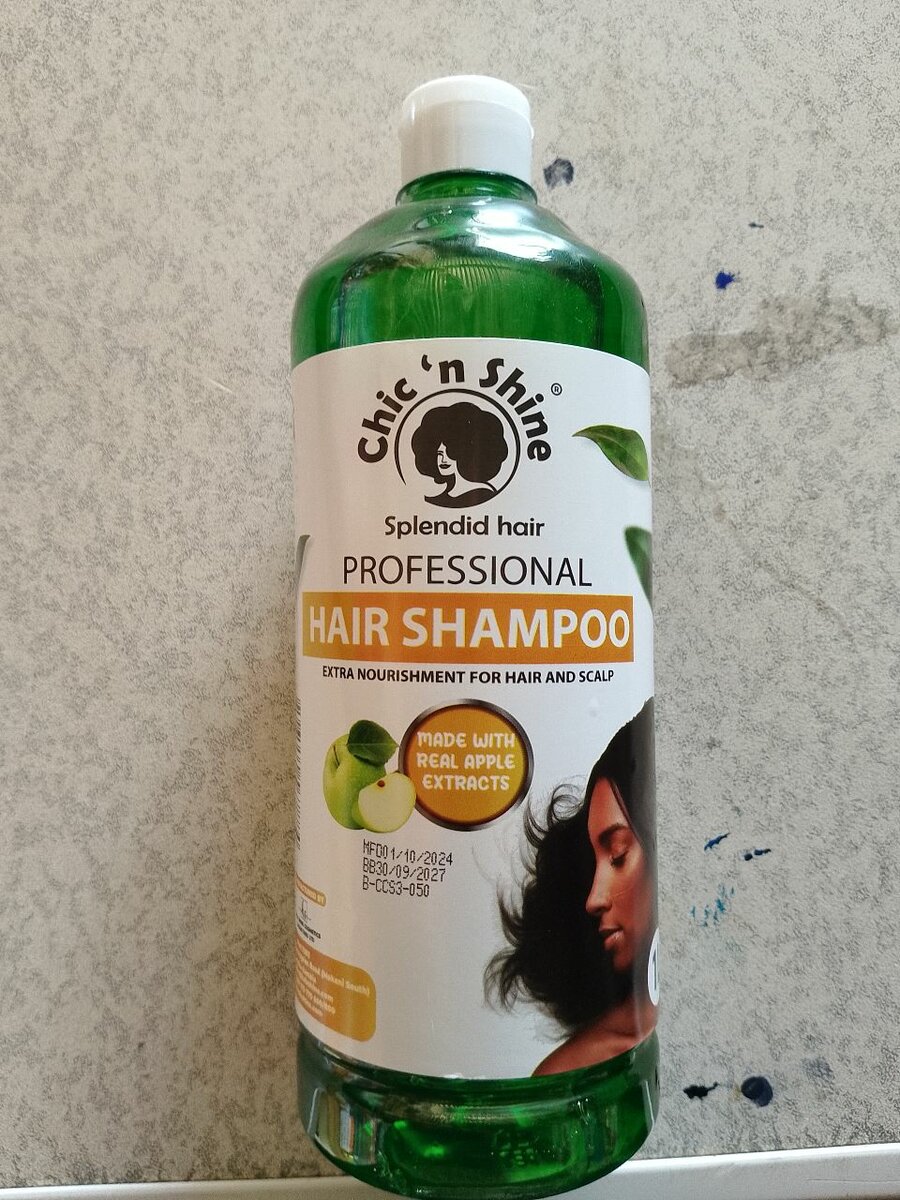 Chic 'n Shine®
Splendid hair
PROFESSIONAL
HAIR SHAMPOO
EXTRA NOURISHMENT FOR HAIR AND SCALP
MADE WITH
REAL APPLE
EXTRACTS
MFD01/10/2024
BB30/09/2027
B-CCS3-050